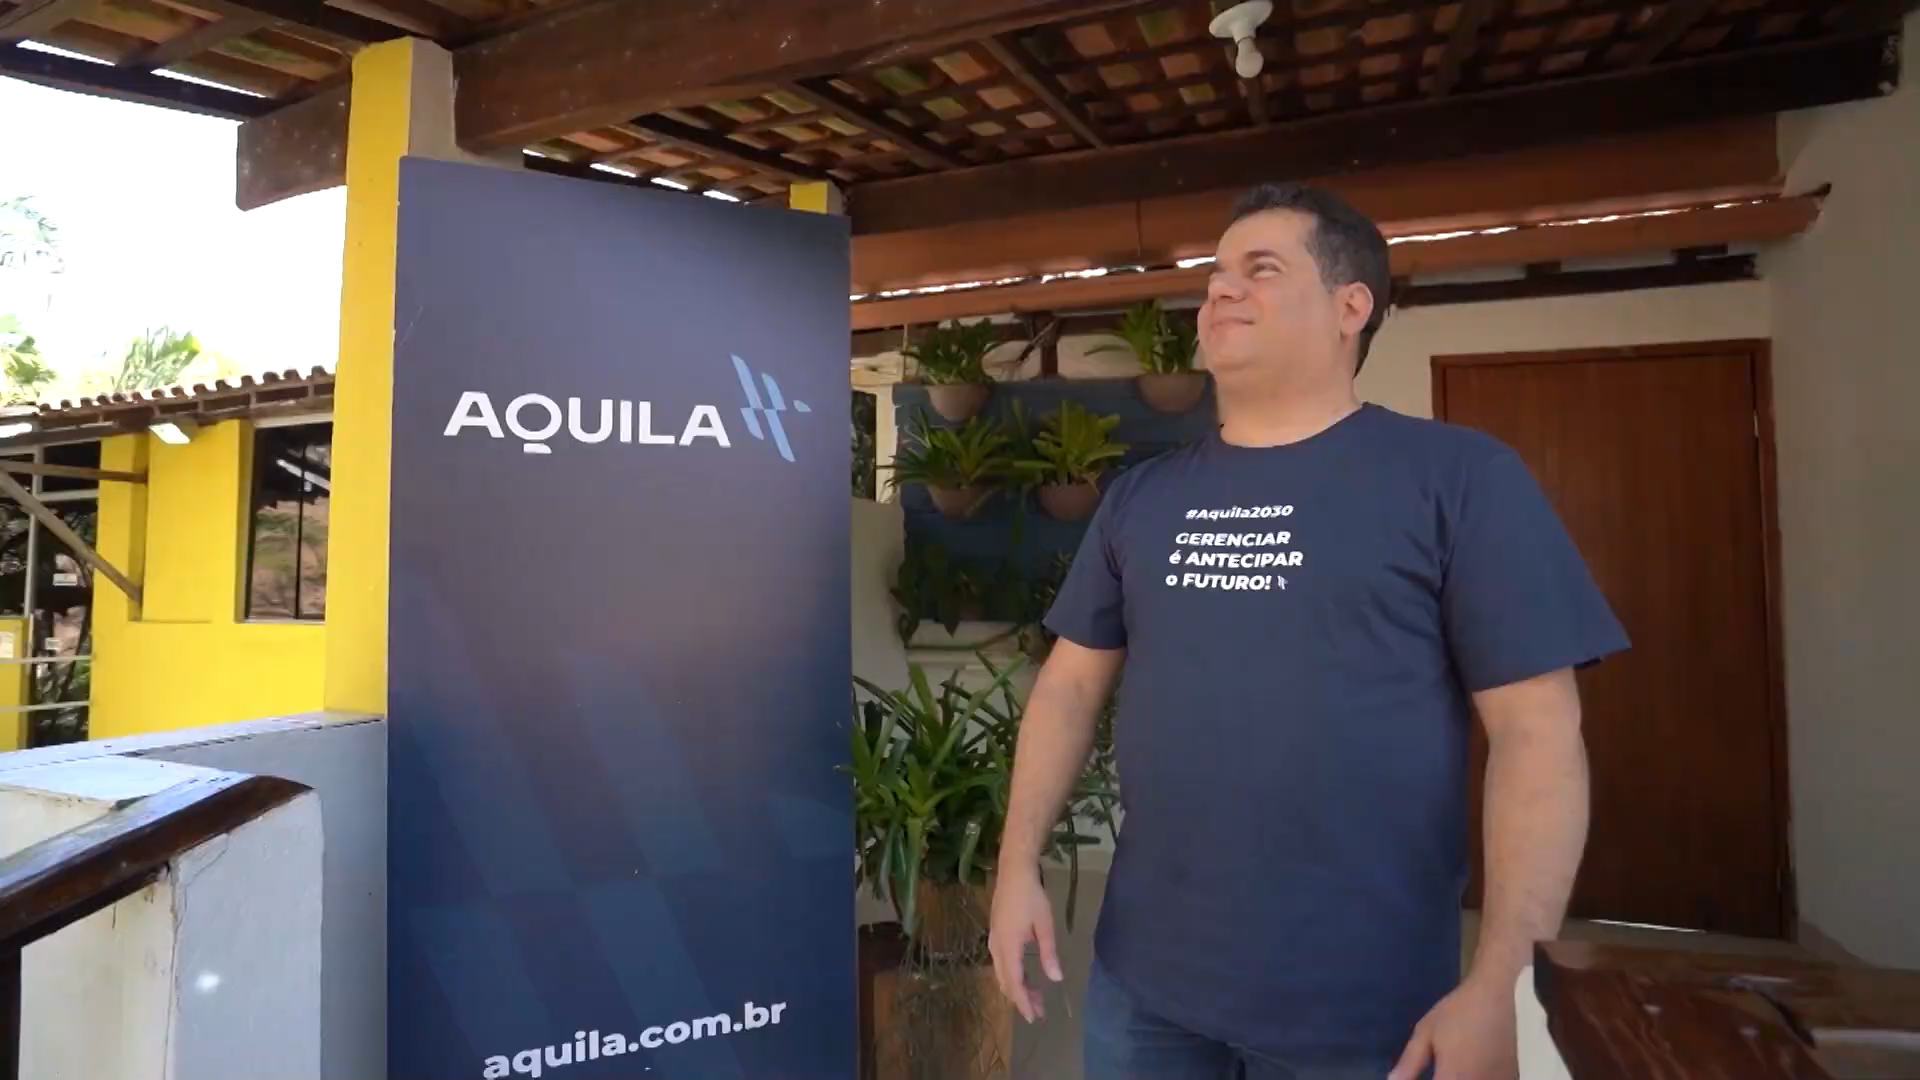 AQUILA
aquila.com.br
#Aquila2030
GERENCIAR
é ANTECIPAR
o FUTURO!